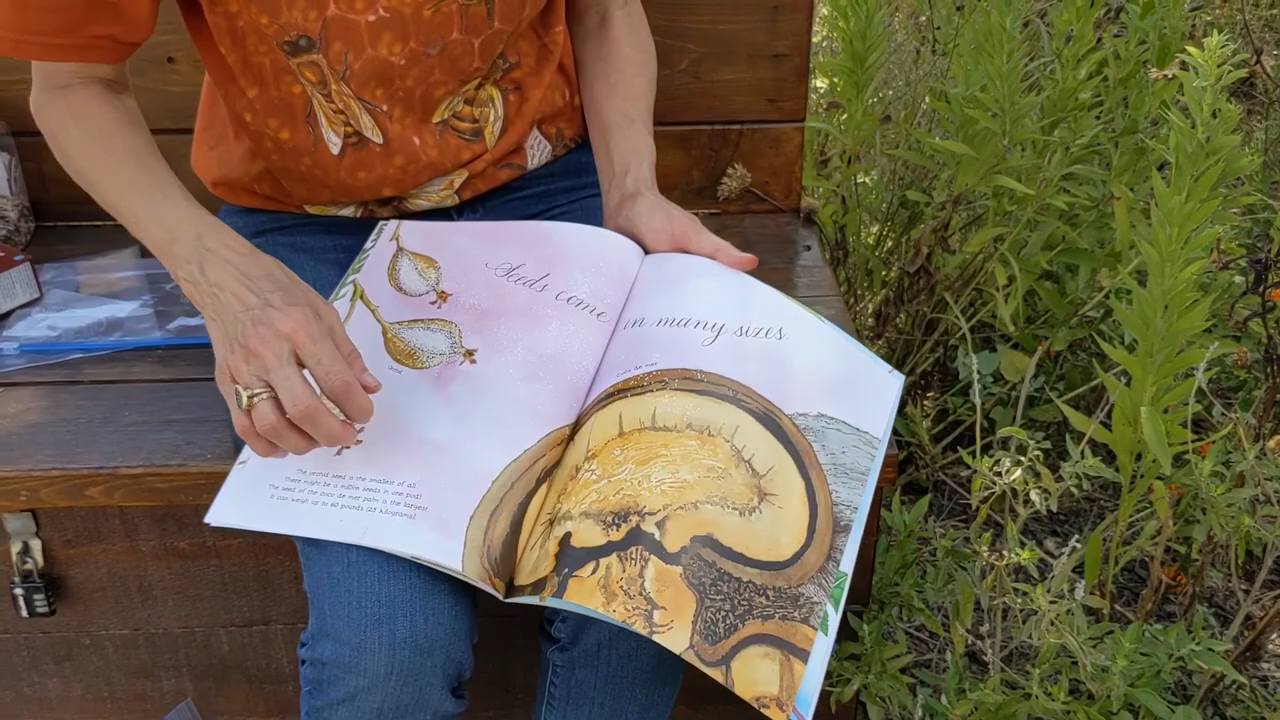 Seeds come
in many sizes.
orchid
coco de mer
The orchid seed is the smallest of all.
There might be a million seeds in one pod!
The seed of the coco de mer palm is the largest.
It can weigh up to 60 pounds (23 kilograms).